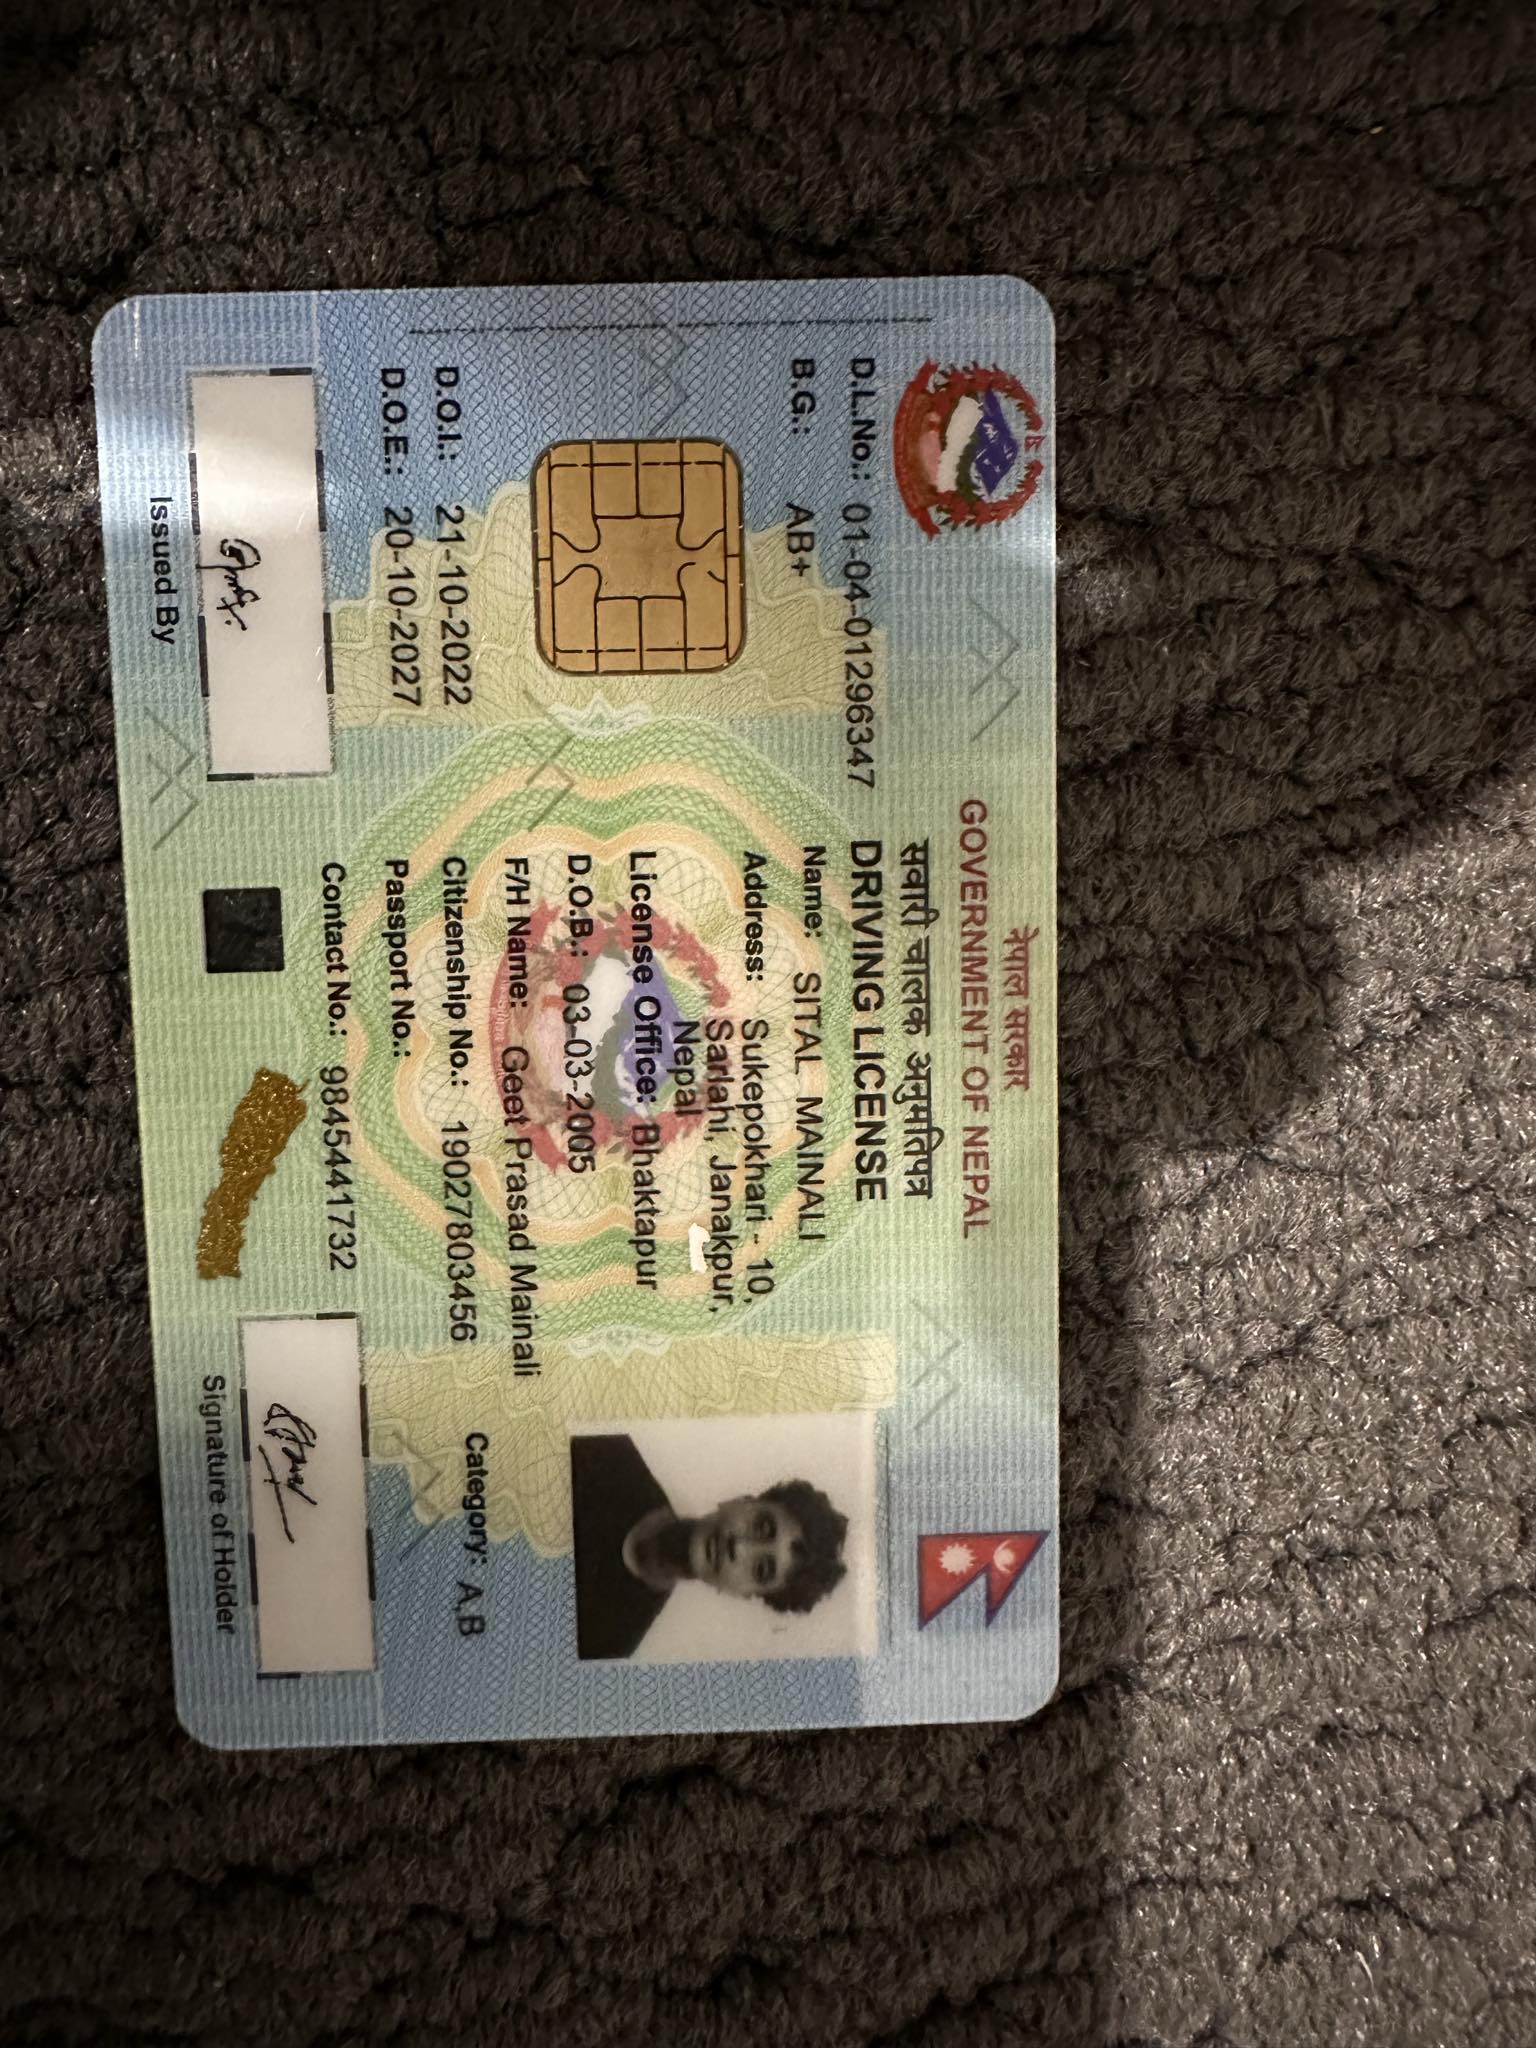 नेपाल सरकार
GOVERNMENT OF NEPAL
सवारी चालक अनुमतिपत्र
DRIVING LICENSE
D.L.No.: 01-04-01296347
B.G.: AB+
Name: SITAL MAINALI
Address: Sukepokhari - 10,
Sarlahi, Janakpur,
Nepal
License Office: Bhaktapur
D.O.B.: 03-03-2005
F/H Name: Geet Prasad Mainali
Citizenship No.: 19027803456
Category: A,B
D.O.I.: 21-10-2022
D.O.E.: 20-10-2027
Passport No.:
Contact No.: 9845441732
Signature of Holder
Issued By